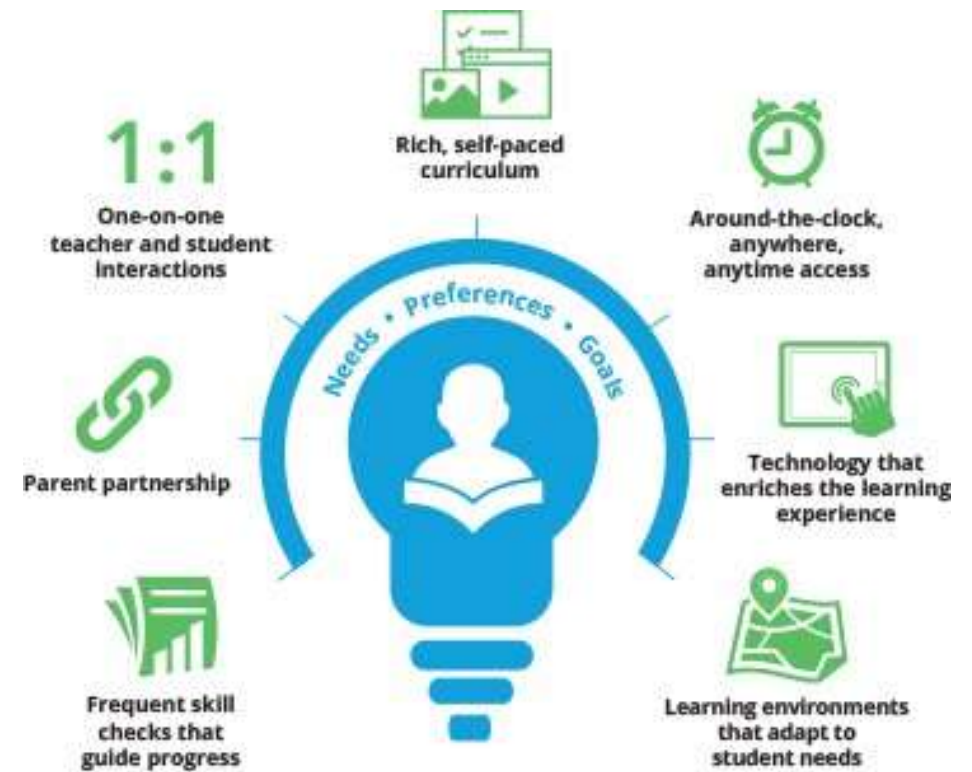 Rich, self-paced
curriculum
1:1
One-on-one
teacher and student
interactions
Around-the-clock,
anywhere,
anytime access
Needs • Preferences • Goals
Parent partnership
Technology that
enriches the learning
experience
Frequent skill
checks that
guide progress
Learning environments
that adapt to
student needs